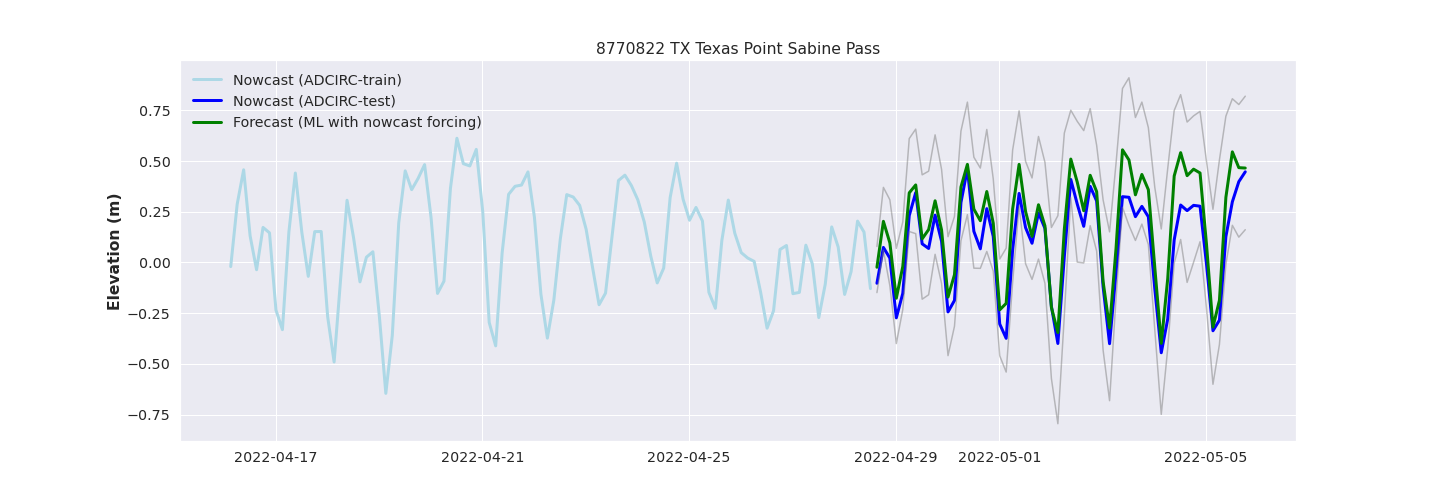 8770822 TX Texas Point Sabine Pass
Nowcast (ADCIRC-train)
Nowcast (ADCIRC-test)
Forecast (ML with nowcast forcing)
Elevation (m)
0.75
0.50
0.25
0.00
−0.25
−0.50
−0.75
2022-04-17 2022-04-21 2022-04-25 2022-04-29 2022-05-01 2022-05-05